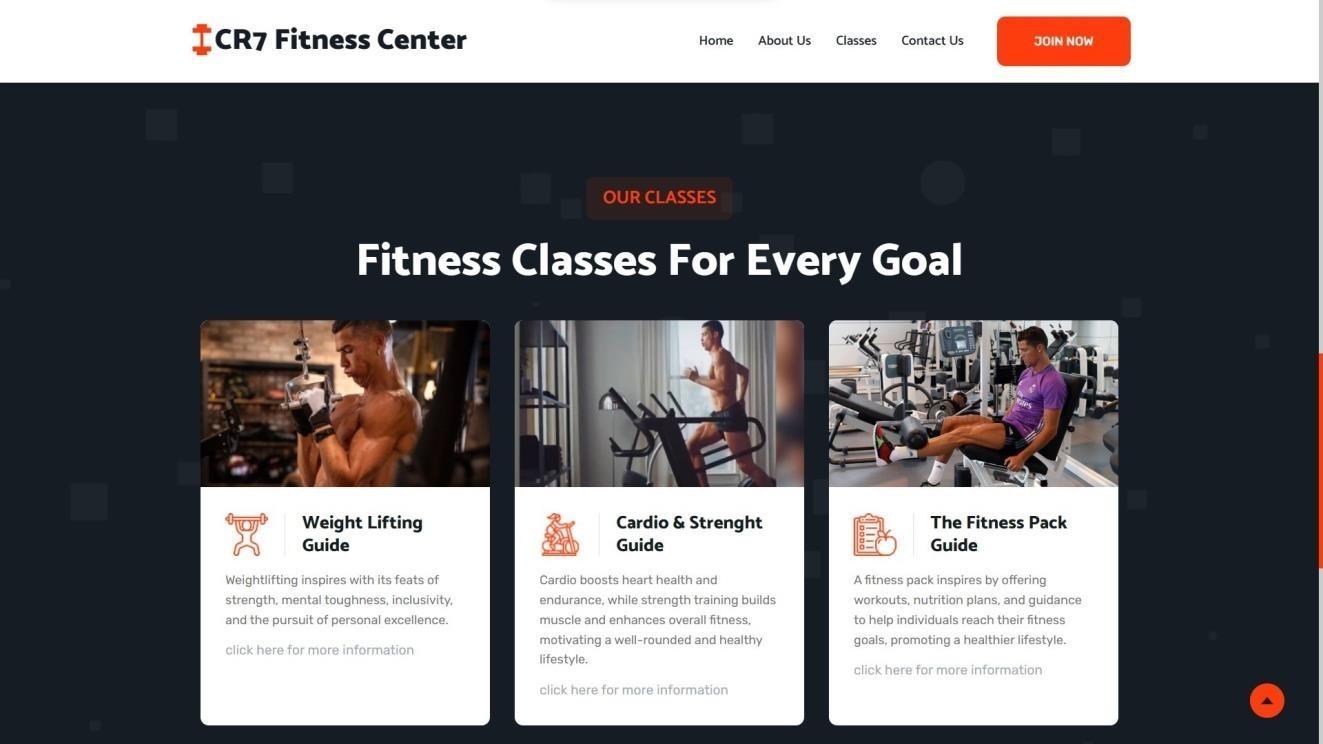 CR7 Fitness Center
Home About Us Classes Contact Us
JOIN NOW
OUR CLASSES
Fitness Classes For Every Goal
Weight Lifting
Guide
Weightlifting inspires with its feats of
strength, mental toughness, inclusivity,
and the pursuit of personal excellence.
click here for more information
Cardio & Strenght
Guide
Cardio boosts heart health and
endurance, while strength training builds
muscle and enhances overall fitness,
motivating a well-rounded and healthy
lifestyle.
click here for more information
The Fitness Pack
Guide
A fitness pack inspires by offering
workouts, nutrition plans, and guidance
to help individuals reach their fitness
goals, promoting a healthier lifestyle.
click here for more information